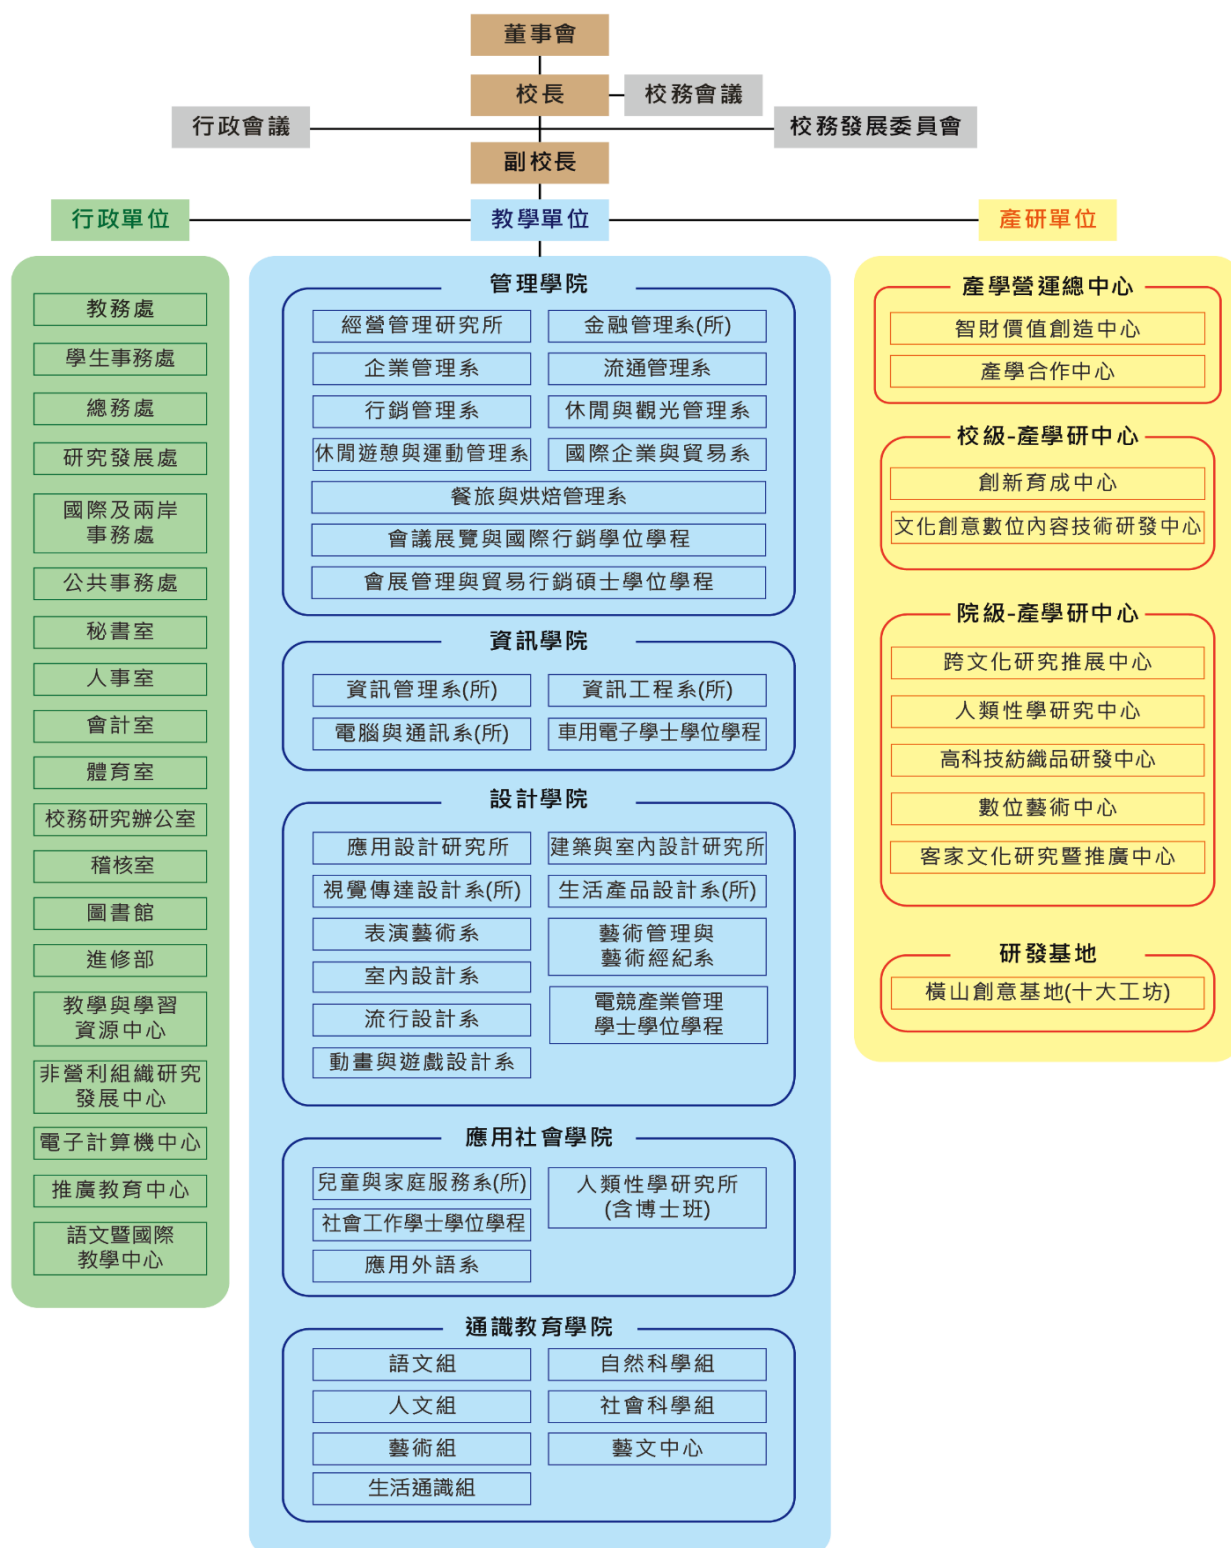 董事會
校長
校務會議
行政會議
校務發展委員會
副校長
行政單位
教學單位
產研單位
教務處
學生事務處
總務處
研究發展處
國際及兩岸
事務處
公共事務處
秘書室
人事室
會計室
體育室
校務研究辦公室
稽核室
圖書館
進修部
教學與學習
資源中心
非營利組織研究
發展中心
電子計算機中心
推廣教育中心
語文暨國際
教學中心
管理學院
經營管理研究所
金融管理系(所)
企業管理系
流通管理系
行銷管理系
休閒與觀光管理系
休閒遊憩與運動管理系
國際企業與貿易系
餐旅與烘焙管理系
會議展覽與國際行銷學位學程
會展管理與貿易行銷碩士學位學程
資訊學院
資訊管理系(所)
資訊工程系(所)
電腦與通訊系(所)
車用電子學士學位學程
設計學院
應用設計研究所
建築與室內設計研究所
視覺傳達設計系(所)
生活產品設計系(所)
表演藝術系
藝術管理與
藝術經紀系
室內設計系
流行設計系
電競產業管理
學士學位學程
動畫與遊戲設計系
應用社會學院
兒童與家庭服務系(所)
人類性學研究所
(含博士班)
社會工作學士學位學程
應用外語系
通識教育學院
語文組
自然科學組
人文組
社會科學組
藝術組
藝文中心
生活通識組
產學營運總中心
智財價值創造中心
產學合作中心
校級-產學研中心
創新育成中心
文化創意數位內容技術研發中心
院級-產學研中心
跨文化研究推展中心
人類性學研究中心
高科技紡織品研發中心
數位藝術中心
客家文化研究暨推廣中心
研發基地
橫山創意基地(十大工坊)